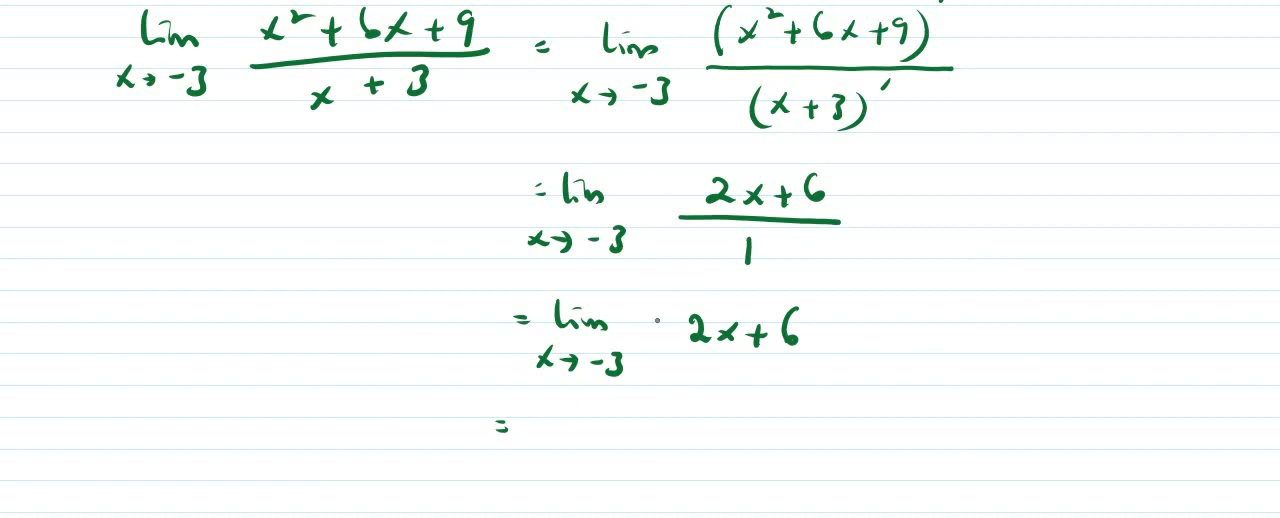 lim x→-3 x²+6x+9 / x+3 = lim x→-3 (x²+6x+9)' / (x+3)'
= lim x→-3 2x+6 / 1
= lim x→-3 2x+6
=